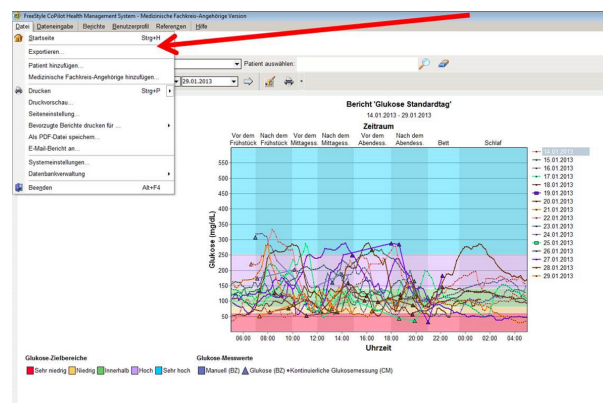 FreeStyle CoPilot Health Management System - Medizinische Fachkreis-Angehörige Version
Datei Dateneingabe Berichte Benutzerprofil Referenzen Hilfe
Startseite Strg+H
Exportieren...
Patient hinzufügen...
Medizinische Fachkreis-Angehörige hinzufügen...
Drucken Strg+P
Druckvorschau...
Seiteneinstellung...
Bevorzugte Berichte drucken für ...
Als PDF-Datei speichern...
E-Mail-Bericht an...
Systemeinstellungen...
Datenbankverwaltung
Beenden Alt+F4
Patient auswählen:
29.01.2013
Bericht 'Glukose Standardtag'
14.01.2013 - 29.01.2013
Zeitraum
Vor dem Frühstück
Nach dem Frühstück
Vor dem Mittagess.
Nach dem Mittagess.
Vor dem Abendess.
Nach dem Abendess.
Bett
Schlaf
Glukose (mg/dL)
550
500
450
400
350
300
250
200
150
100
50
06:00 08:00 10:00 12:00 14:00 16:00 18:00 20:00 22:00 00:00 02:00 04:00
Uhrzeit
14.01.2013
15.01.2013
16.01.2013
17.01.2013
18.01.2013
19.01.2013
20.01.2013
21.01.2013
22.01.2013
23.01.2013
24.01.2013
25.01.2013
26.01.2013
27.01.2013
28.01.2013
29.01.2013
Glukose-Zielbereiche
Sehr niedrig Niedrig Innerhalb Hoch Sehr hoch
Glukose-Messwerte
Manuell (BZ) Glukose (BZ) +Kontinuierliche Glukosemessung (CM)